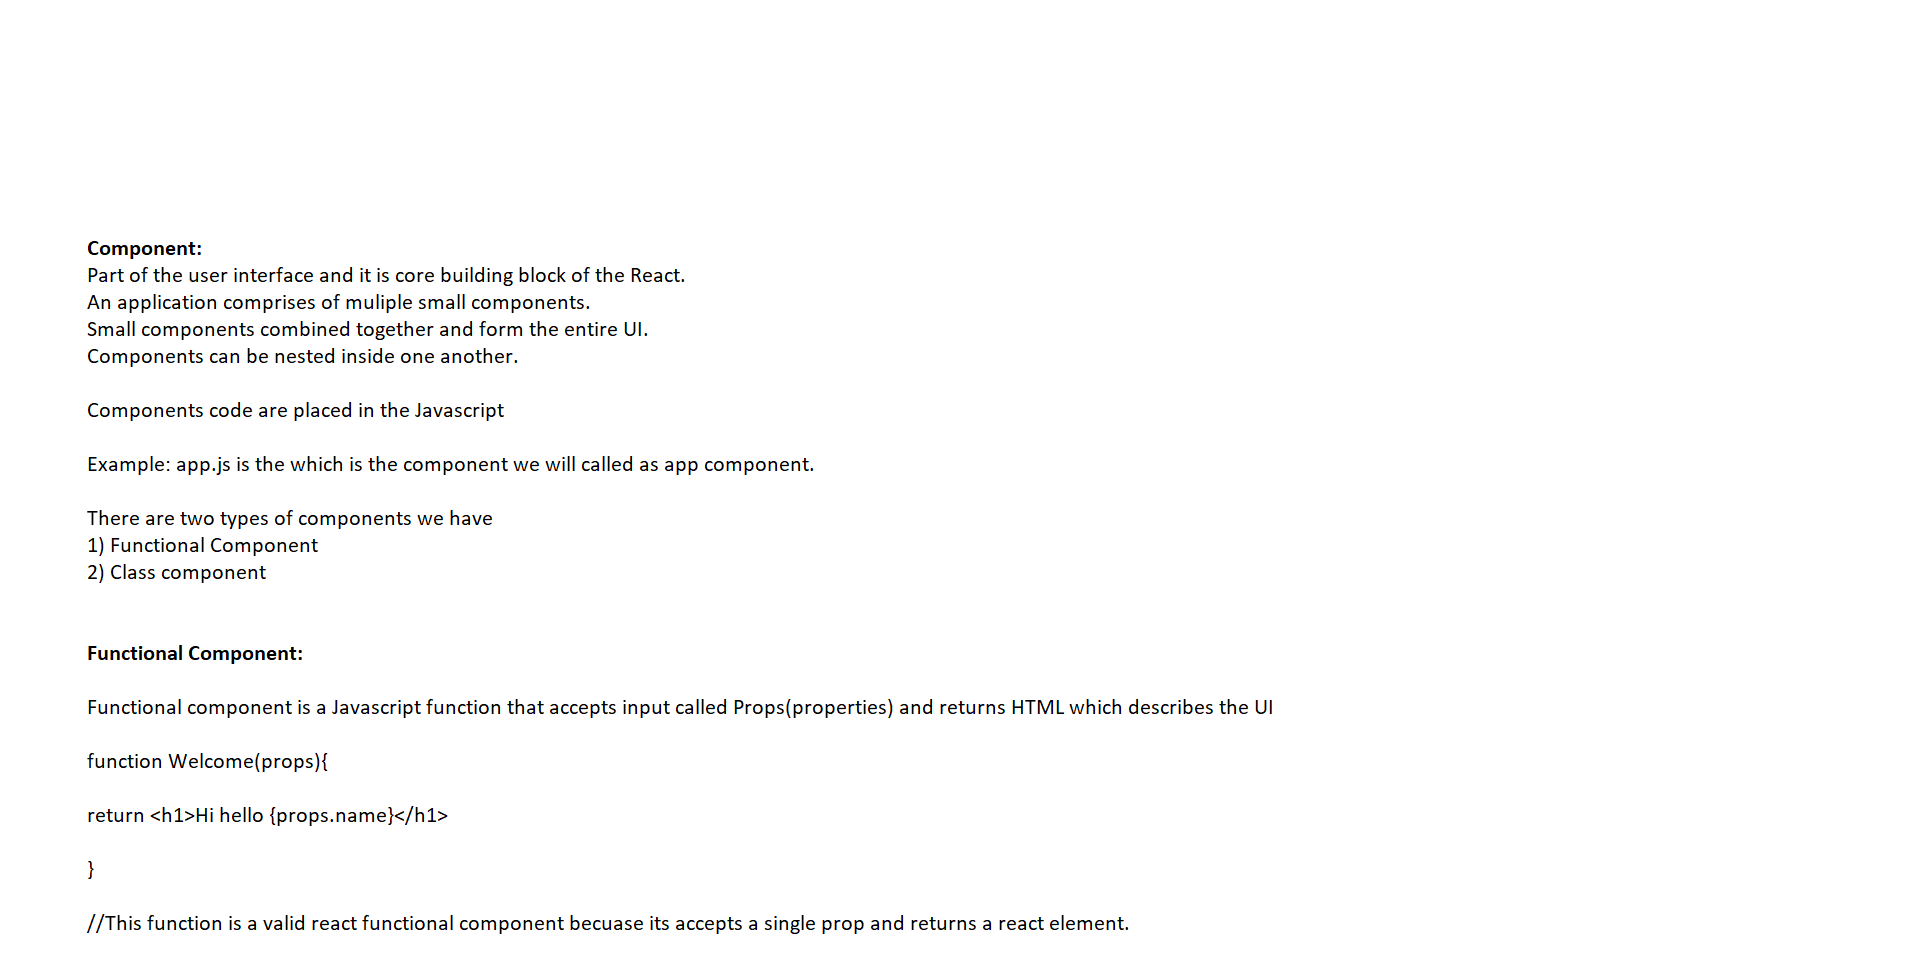 Component:
Part of the user interface and it is core building block of the React.
An application comprises of muliple small components.
Small components combined together and form the entire UI.
Components can be nested inside one another.
Components code are placed in the Javascript
Example: app.js is the which is the component we will called as app component.
There are two types of components we have
1) Functional Component
2) Class component
Functional Component:
Functional component is a Javascript function that accepts input called Props(properties) and returns HTML which describes the UI
function Welcome(props){
return <h1>Hi hello {props.name}</h1>
}
//This function is a valid react functional component becuase its accepts a single prop and returns a react element.